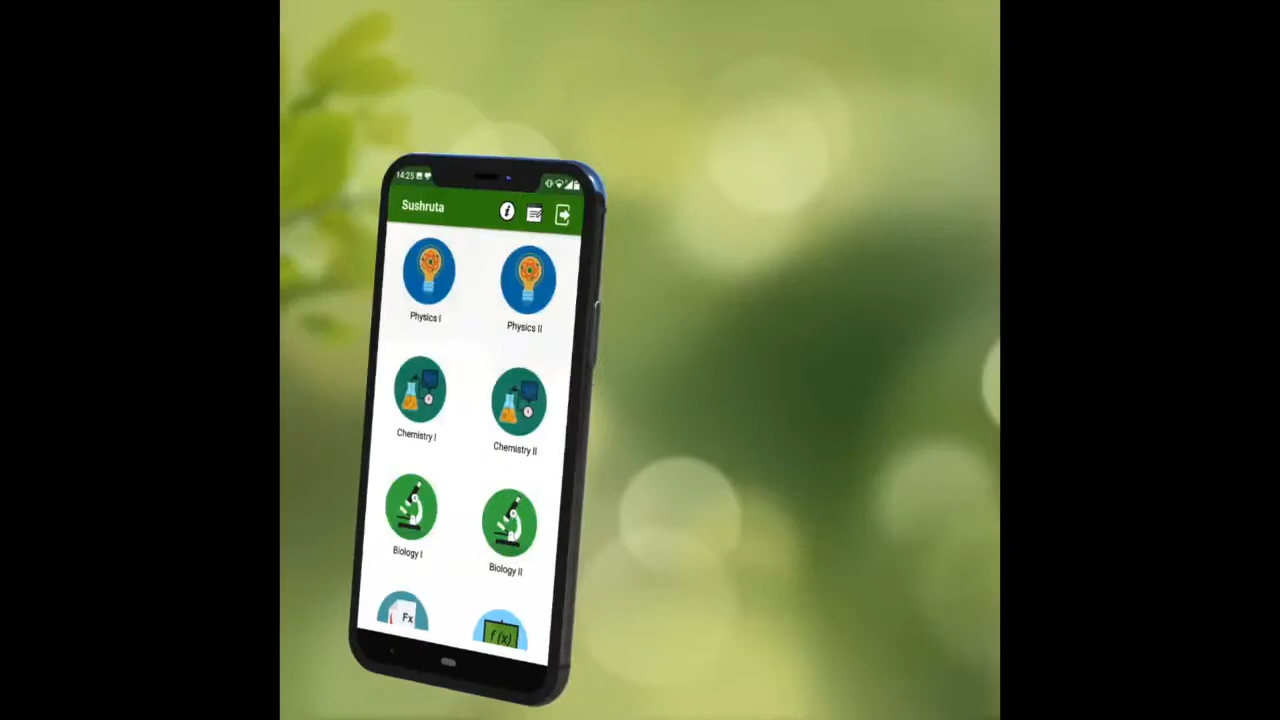 14:25
Sushruta
Physics I
Physics II
Chemistry I
Chemistry II
Biology I
Biology II
Fx
f(x)